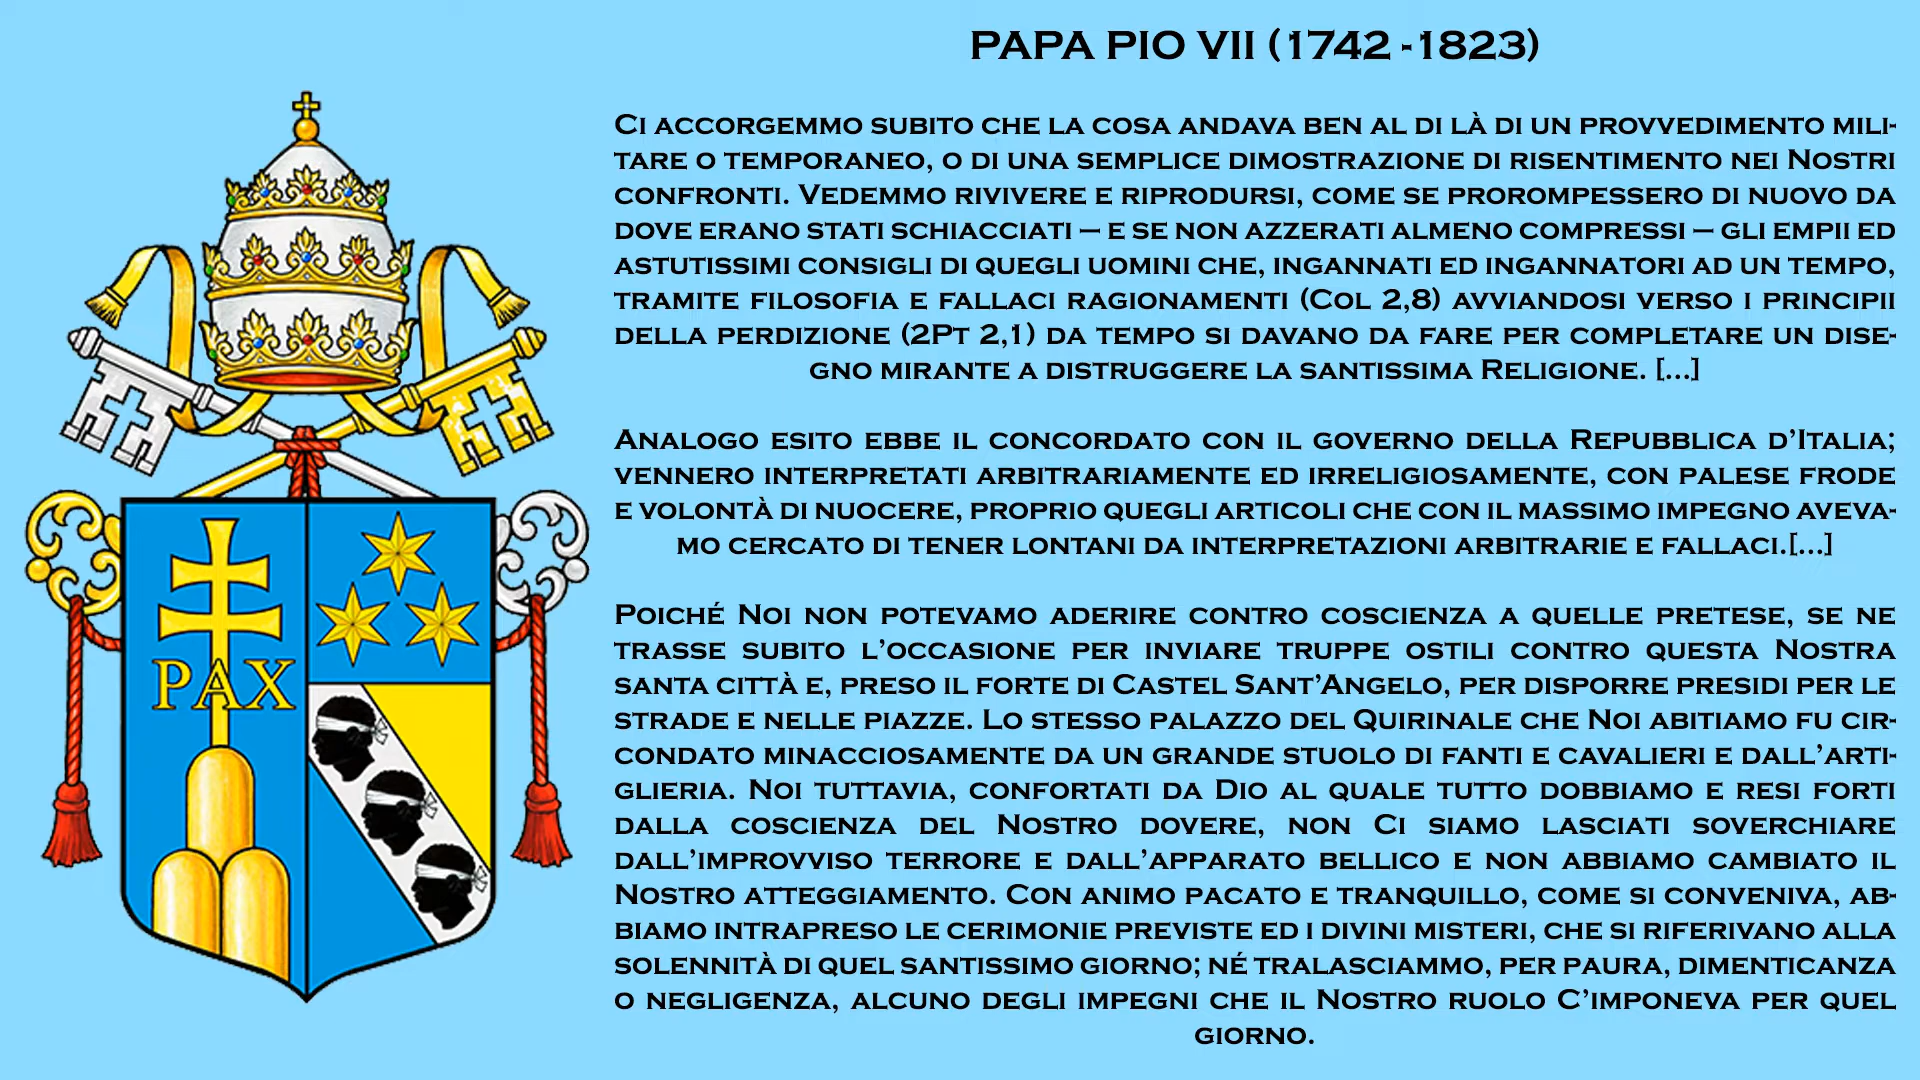 PAPA PIO VII (1742 -1823)
Ci accorgemmo subito che la cosa andava ben al di là di un provvedimento mili-
tare o temporaneo, o di una semplice dimostrazione di risentimento nei Nostri
confronti. Vedemmo rivivere e riprodursi, come se prorompessero di nuovo da
dove erano stati schiacciati – e se non azzerati almeno compressi – gli empii ed
astutissimi consigli di quegli uomini che, ingannati ed ingannatori ad un tempo,
tramite filosofia e fallaci ragionamenti (Col 2,8) avviandosi verso i principii
della perdizione (2Pt 2,1) da tempo si davano da fare per completare un dise-
gno mirante a distruggere la santissima Religione. [...]
Analogo esito ebbe il concordato con il governo della Repubblica d’Italia;
vennero interpretati arbitrariamente ed irreligiosamente, con palese frode
e volontà di nuocere, proprio quegli articoli che con il massimo impegno aveva-
mo cercato di tener lontani da interpretazioni arbitrarie e fallaci.[...]
Poiché Noi non potevamo aderire contro coscienza a quelle pretese, se ne
trasse subito l’occasione per inviare truppe ostili contro questa Nostra
santa città e, preso il forte di Castel Sant’Angelo, per disporre presidi per le
strade e nelle piazze. Lo stesso palazzo del Quirinale che Noi abitiamo fu cir-
condato minacciosamente da un grande stuolo di fanti e cavalieri e dall’arti-
glieria. Noi tuttavia, confortati da Dio al quale tutto dobbiamo e resi forti
dalla coscienza del Nostro dovere, non Ci siamo lasciati soverchiare
dall’improvviso terrore e dall’apparato bellico e non abbiamo cambiato il
Nostro atteggiamento. Con animo pacato e tranquillo, come si conveniva, ab-
biamo intrapreso le cerimonie previste ed i divini misteri, che si riferivano alla
solennità di quel santissimo giorno; né tralasciammo, per paura, dimenticanza
o negligenza, alcuno degli impegni che il Nostro ruolo C’imponeva per quel
giorno.
PAX